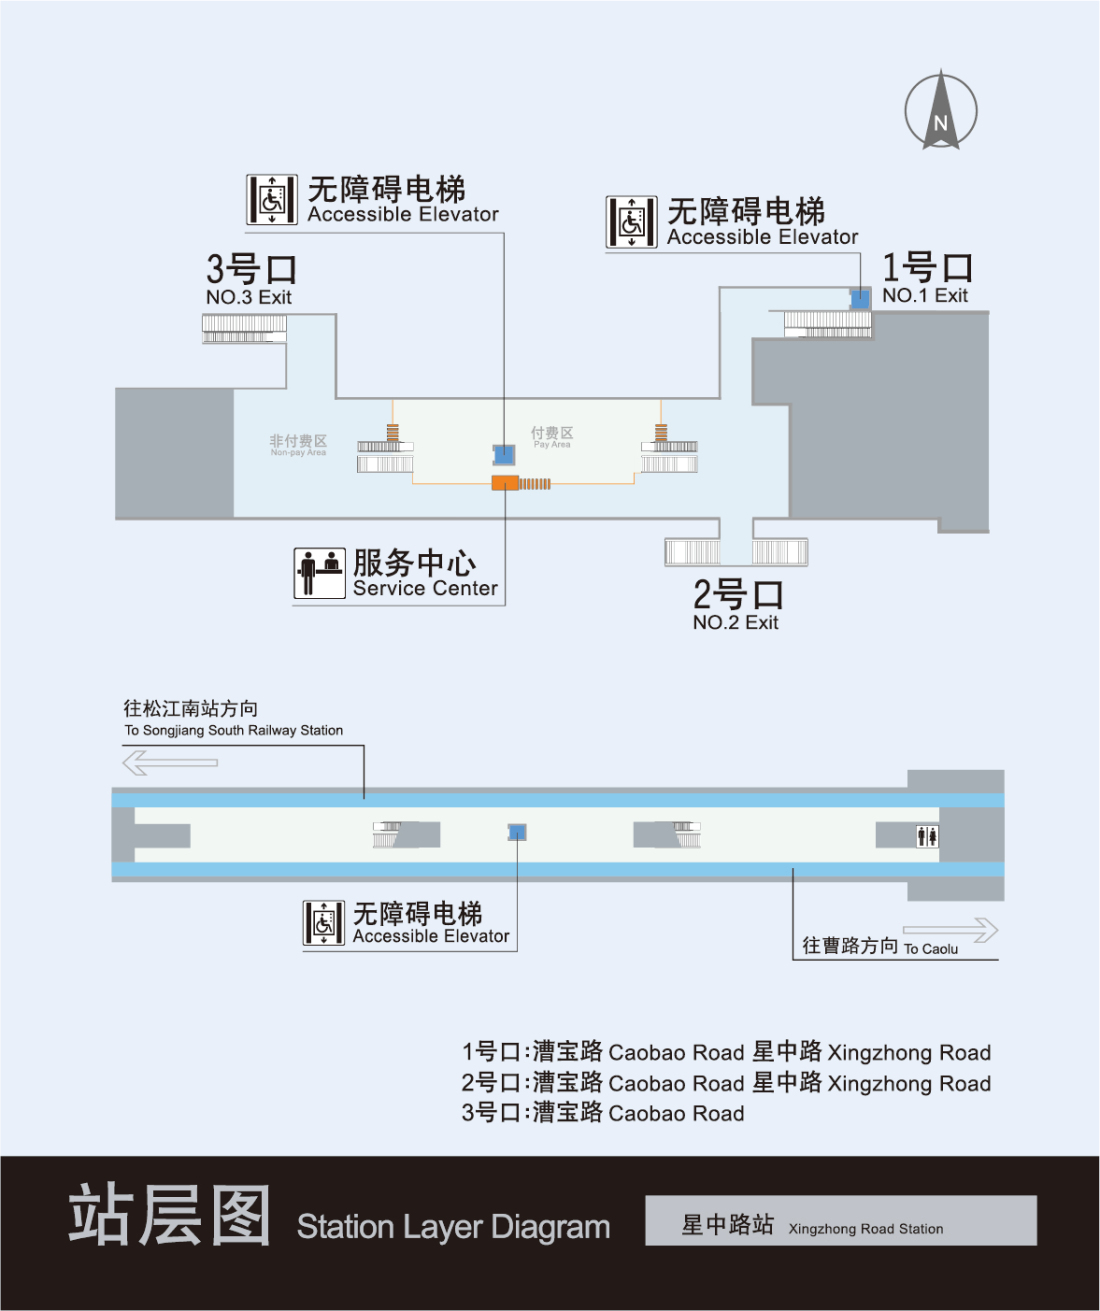 N
无障碍电梯
Accessible Elevator
无障碍电梯
Accessible Elevator
3号口
NO.3 Exit
1号口
NO.1 Exit
非付费区
Non-pay Area
付费区
Pay Area
服务中心
Service Center
2号口
NO.2 Exit
往松江南站方向
To Songjiang South Railway Station
无障碍电梯
Accessible Elevator
往曹路方向 To Caolu
1号口:漕宝路 Caobao Road 星中路 Xingzhong Road
2号口:漕宝路 Caobao Road 星中路 Xingzhong Road
3号口:漕宝路 Caobao Road
站层图 Station Layer Diagram
星中路站 Xingzhong Road Station